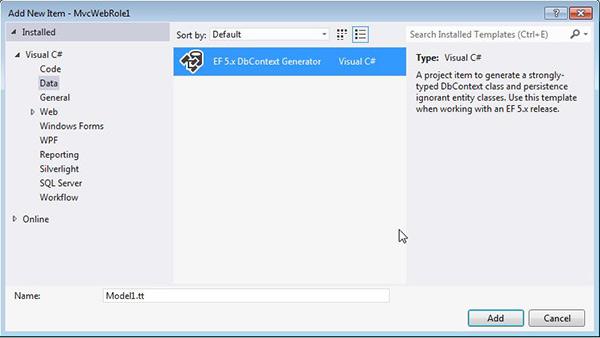 Add New Item - MvcWebRole1
Installed
Sort by: Default
Search Installed Templates (Ctrl+E)
Visual C#
Code
Data
General
Web
Windows Forms
WPF
Reporting
Silverlight
SQL Server
Workflow
Online
EF 5.x DbContext Generator Visual C#
Type: Visual C#
A project item to generate a strongly-
typed DbContext class and persistence
ignorant entity classes. Use this template
when working with an EF 5.x release.
Name: Model1.tt
Add Cancel